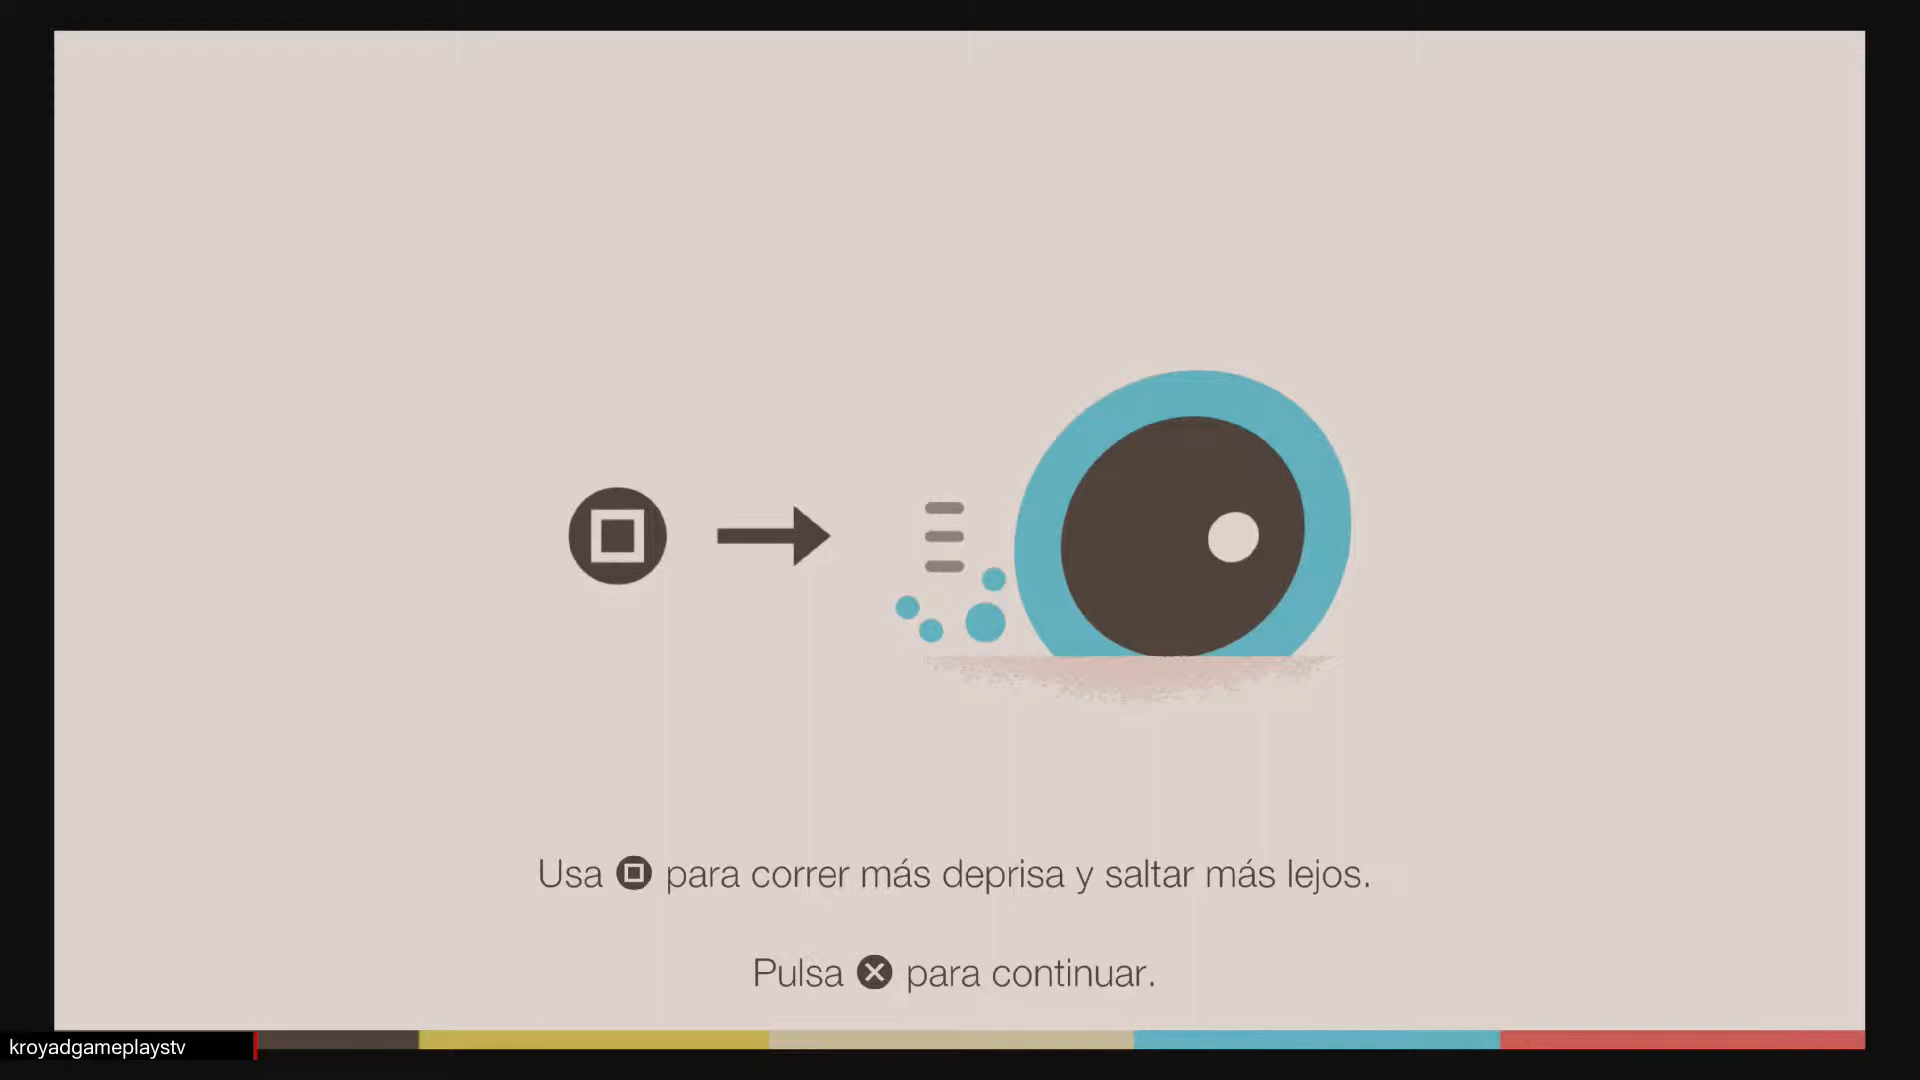 Usa para correr más deprisa y saltar más lejos.
Pulsa para continuar.
kroyadgameplaystv